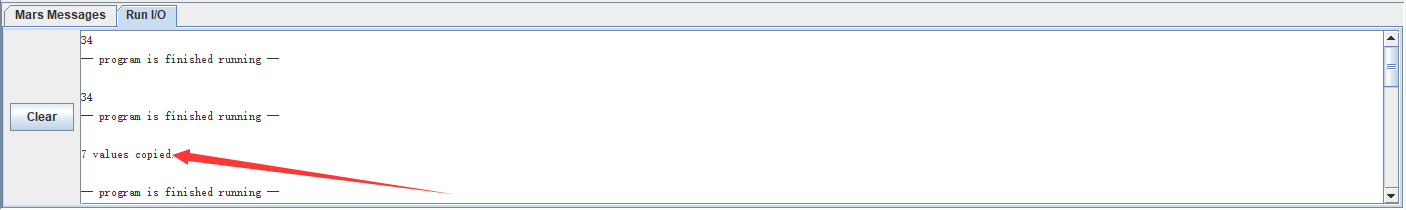 Mars Messages Run I/O
34
-- program is finished running --
34
-- program is finished running --
Clear
7 values copied.
-- program is finished running --